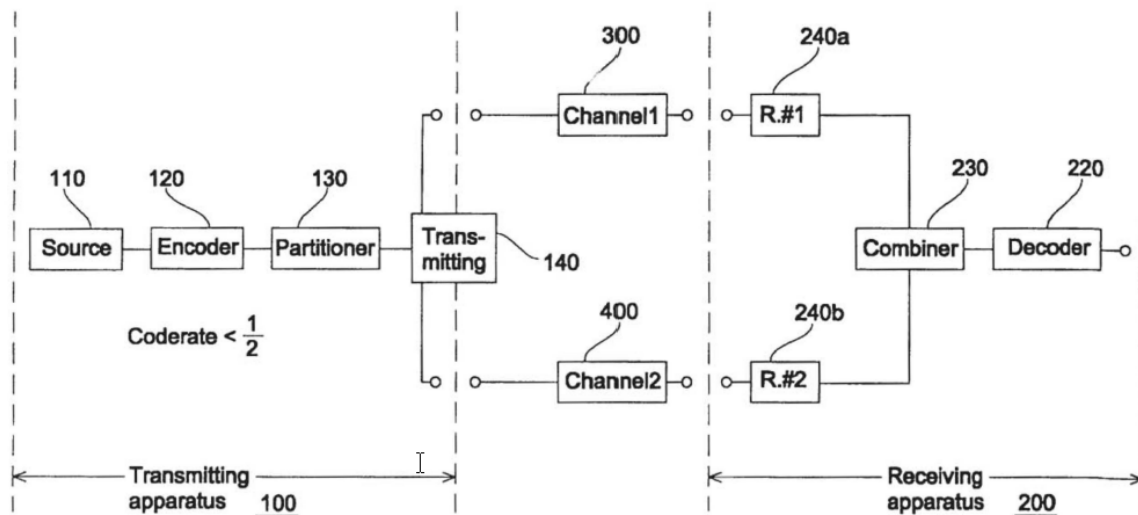 300
240a
Channel1
R.#1
110
120
130
230
220
Source
Encoder
Partitioner
Trans-
mitting
140
Combiner
Decoder
Coderate < 1/2
400
240b
Channel2
R.#2
Transmitting
apparatus 100
Receiving
apparatus 200